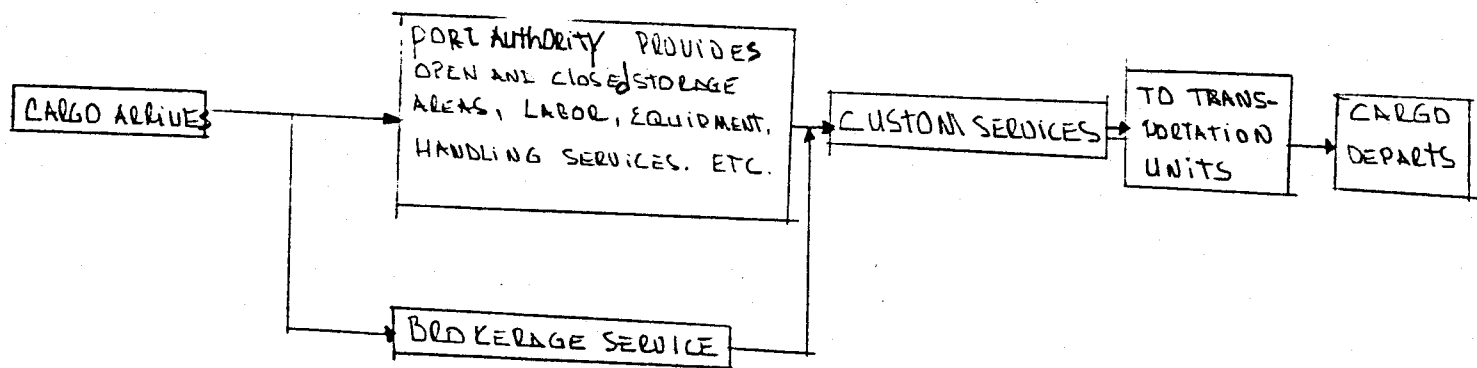 CARGO ARRIVES
PORT AUTHORITY PROVIDES
OPEN AND CLOSED STORAGE
AREAS, LABOR, EQUIPMENT,
HANDLING SERVICES. ETC.
BROKERAGE SERVICE
CUSTOM SERVICES
TO TRANS-
PORTATION
UNITS
CARGO
DEPARTS